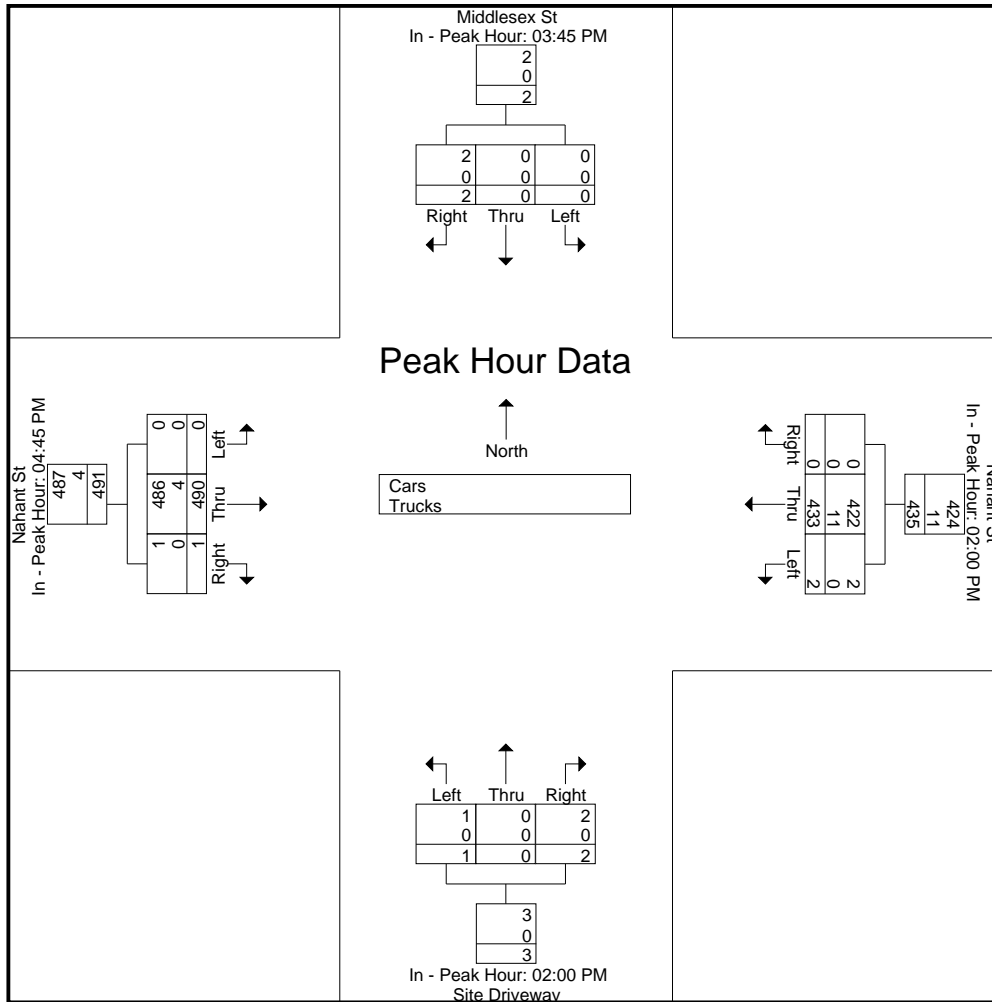 Middlesex St
In - Peak Hour: 03:45 PM
2
0
2
2 0 0
0 0 0
2 0 0
Right Thru Left
Peak Hour Data
North
Cars
Trucks
Nahant St
In - Peak Hour: 04:45 PM
487
4
491
0 486 1
0 4 0
0 490 1
Left Thru Right
Nahant St
In - Peak Hour: 02:00 PM
424
11
435
0 422 2
0 11 0
0 433 2
Right Thru Left
Left Thru Right
1 0 2
0 0 0
1 0 2
3
0
3
In - Peak Hour: 02:00 PM
Site Driveway